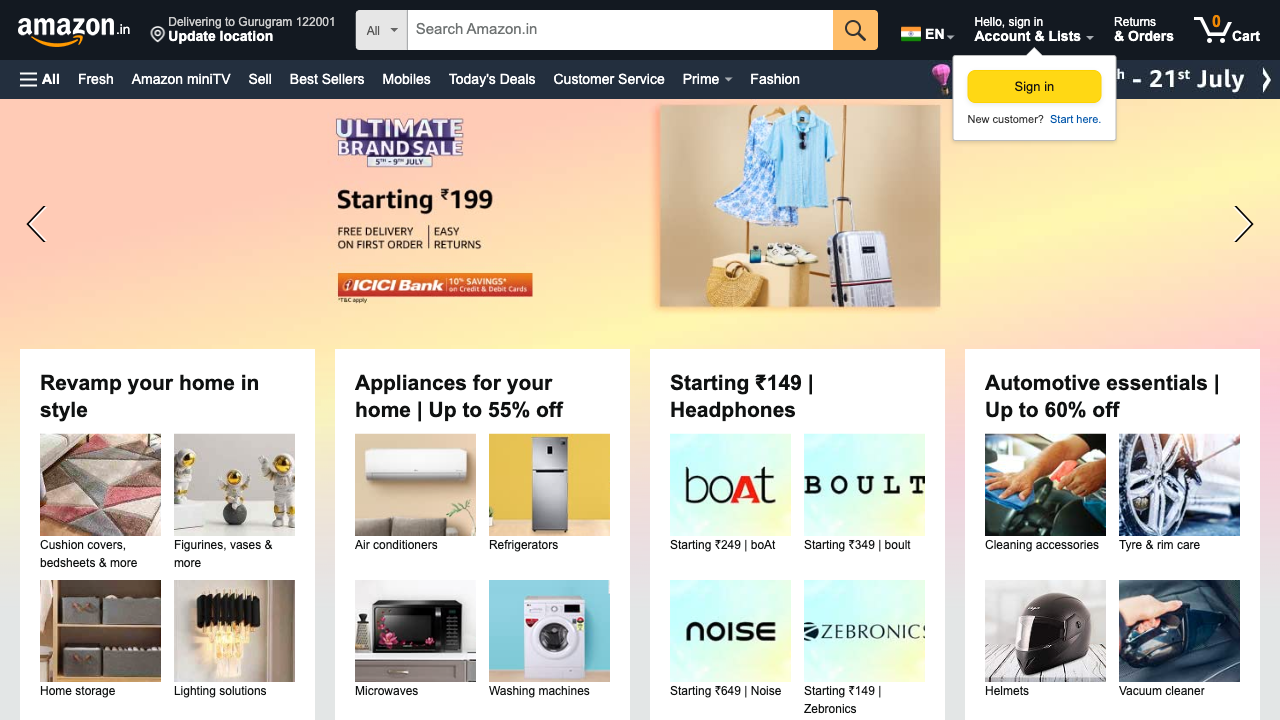 amazon.in
Delivering to Gurugram 122001
Update location
All
Search Amazon.in
EN
Hello, sign in
Account & Lists
Returns
& Orders
0
Cart
All
Fresh
Amazon miniTV
Sell
Best Sellers
Mobiles
Today's Deals
Customer Service
Prime
Fashion
- 21st July
Sign in
New customer? Start here.
ULTIMATE
BRAND SALE
5TH - 9TH JULY
Starting ₹199
FREE DELIVERY
ON FIRST ORDER
EASY
RETURNS
ICICI Bank
10% SAVINGS*
on Credit & Debit Cards
*T&C apply
Revamp your home in
style
Cushion covers,
bedsheets & more
Figurines, vases &
more
Home storage
Lighting solutions
Appliances for your
home | Up to 55% off
Air conditioners
Refrigerators
Microwaves
Washing machines
Starting ₹149 |
Headphones
boAt
BOULT
Starting ₹249 | boAt
Starting ₹349 | boult
noise
ZEBRONICS
Starting ₹649 | Noise
Starting ₹149 |
Zebronics
Automotive essentials |
Up to 60% off
Cleaning accessories
Tyre & rim care
Helmets
Vacuum cleaner